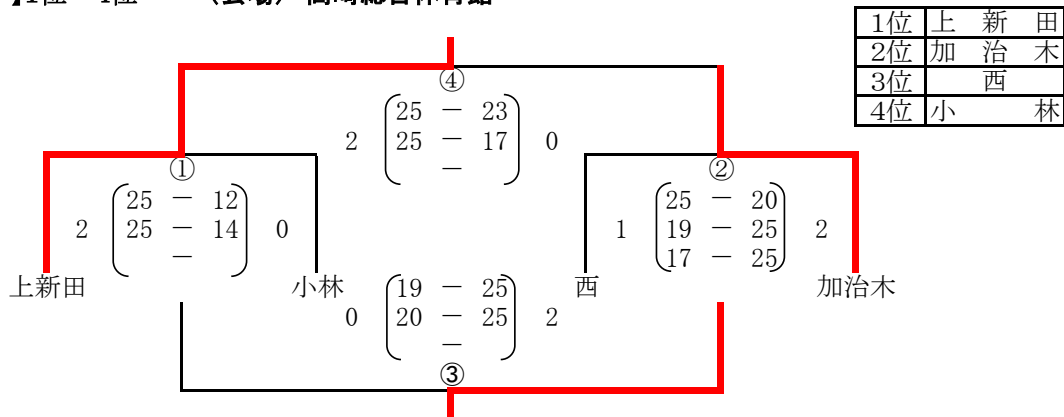 1位 上新田
2位 加治木
3位 西
4位 小林
④
25 － 23
2 25 － 17 0
－
① ②
25 － 12 25 － 20
2 25 － 14 0 1 19 － 25 2
－ 17 － 25
上新田 小林 西 加治木
19 － 25
0 20 － 25 2
－
③